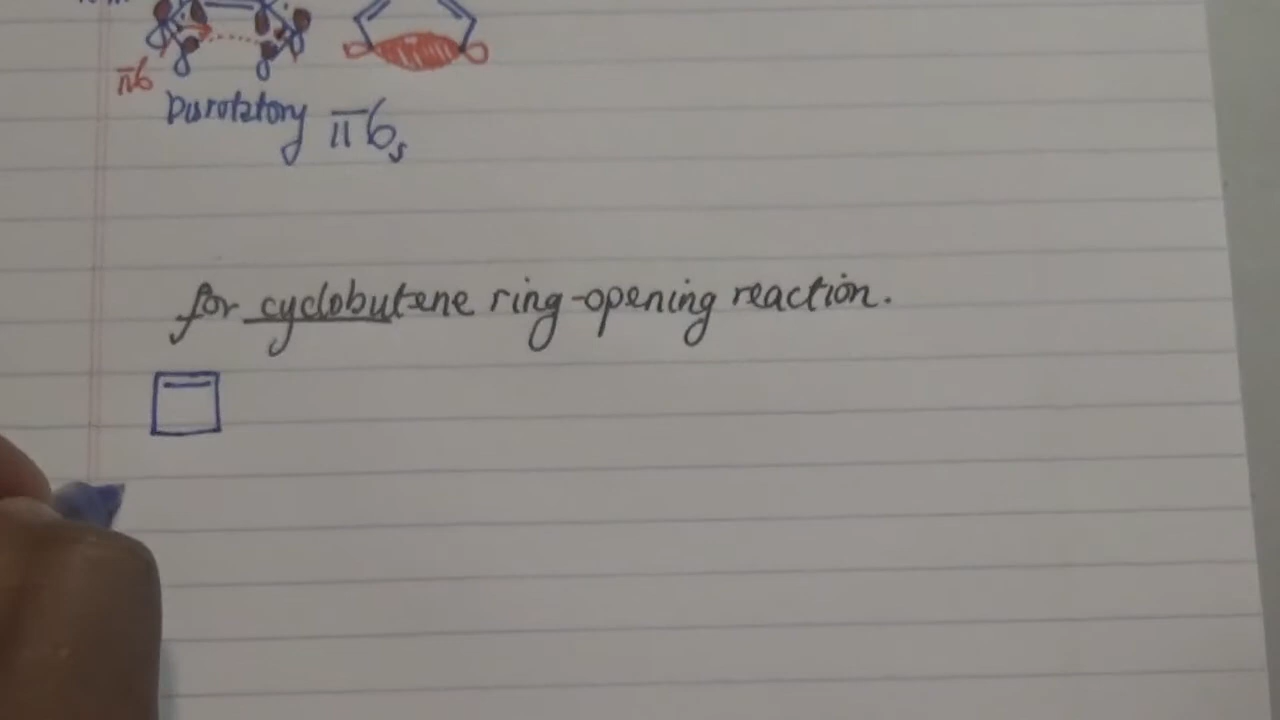 π6
Disrotatory π6s
for cyclobutene ring-opening reaction.